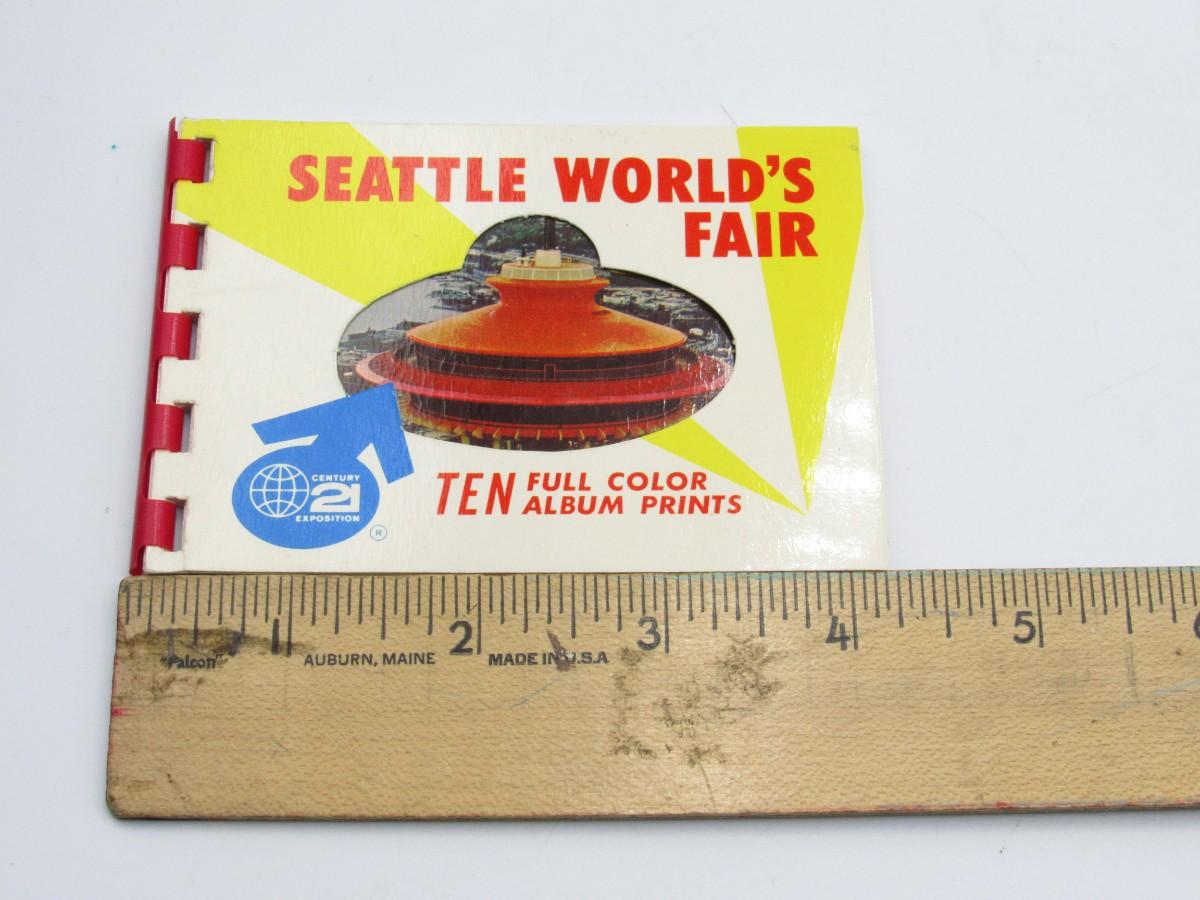 SEATTLE WORLD'S
FAIR
CENTURY
21
EXPOSITION
®
TEN FULL COLOR
ALBUM PRINTS
1 2 3 4 5 6
"Falcon" AUBURN, MAINE MADE IN U.S.A